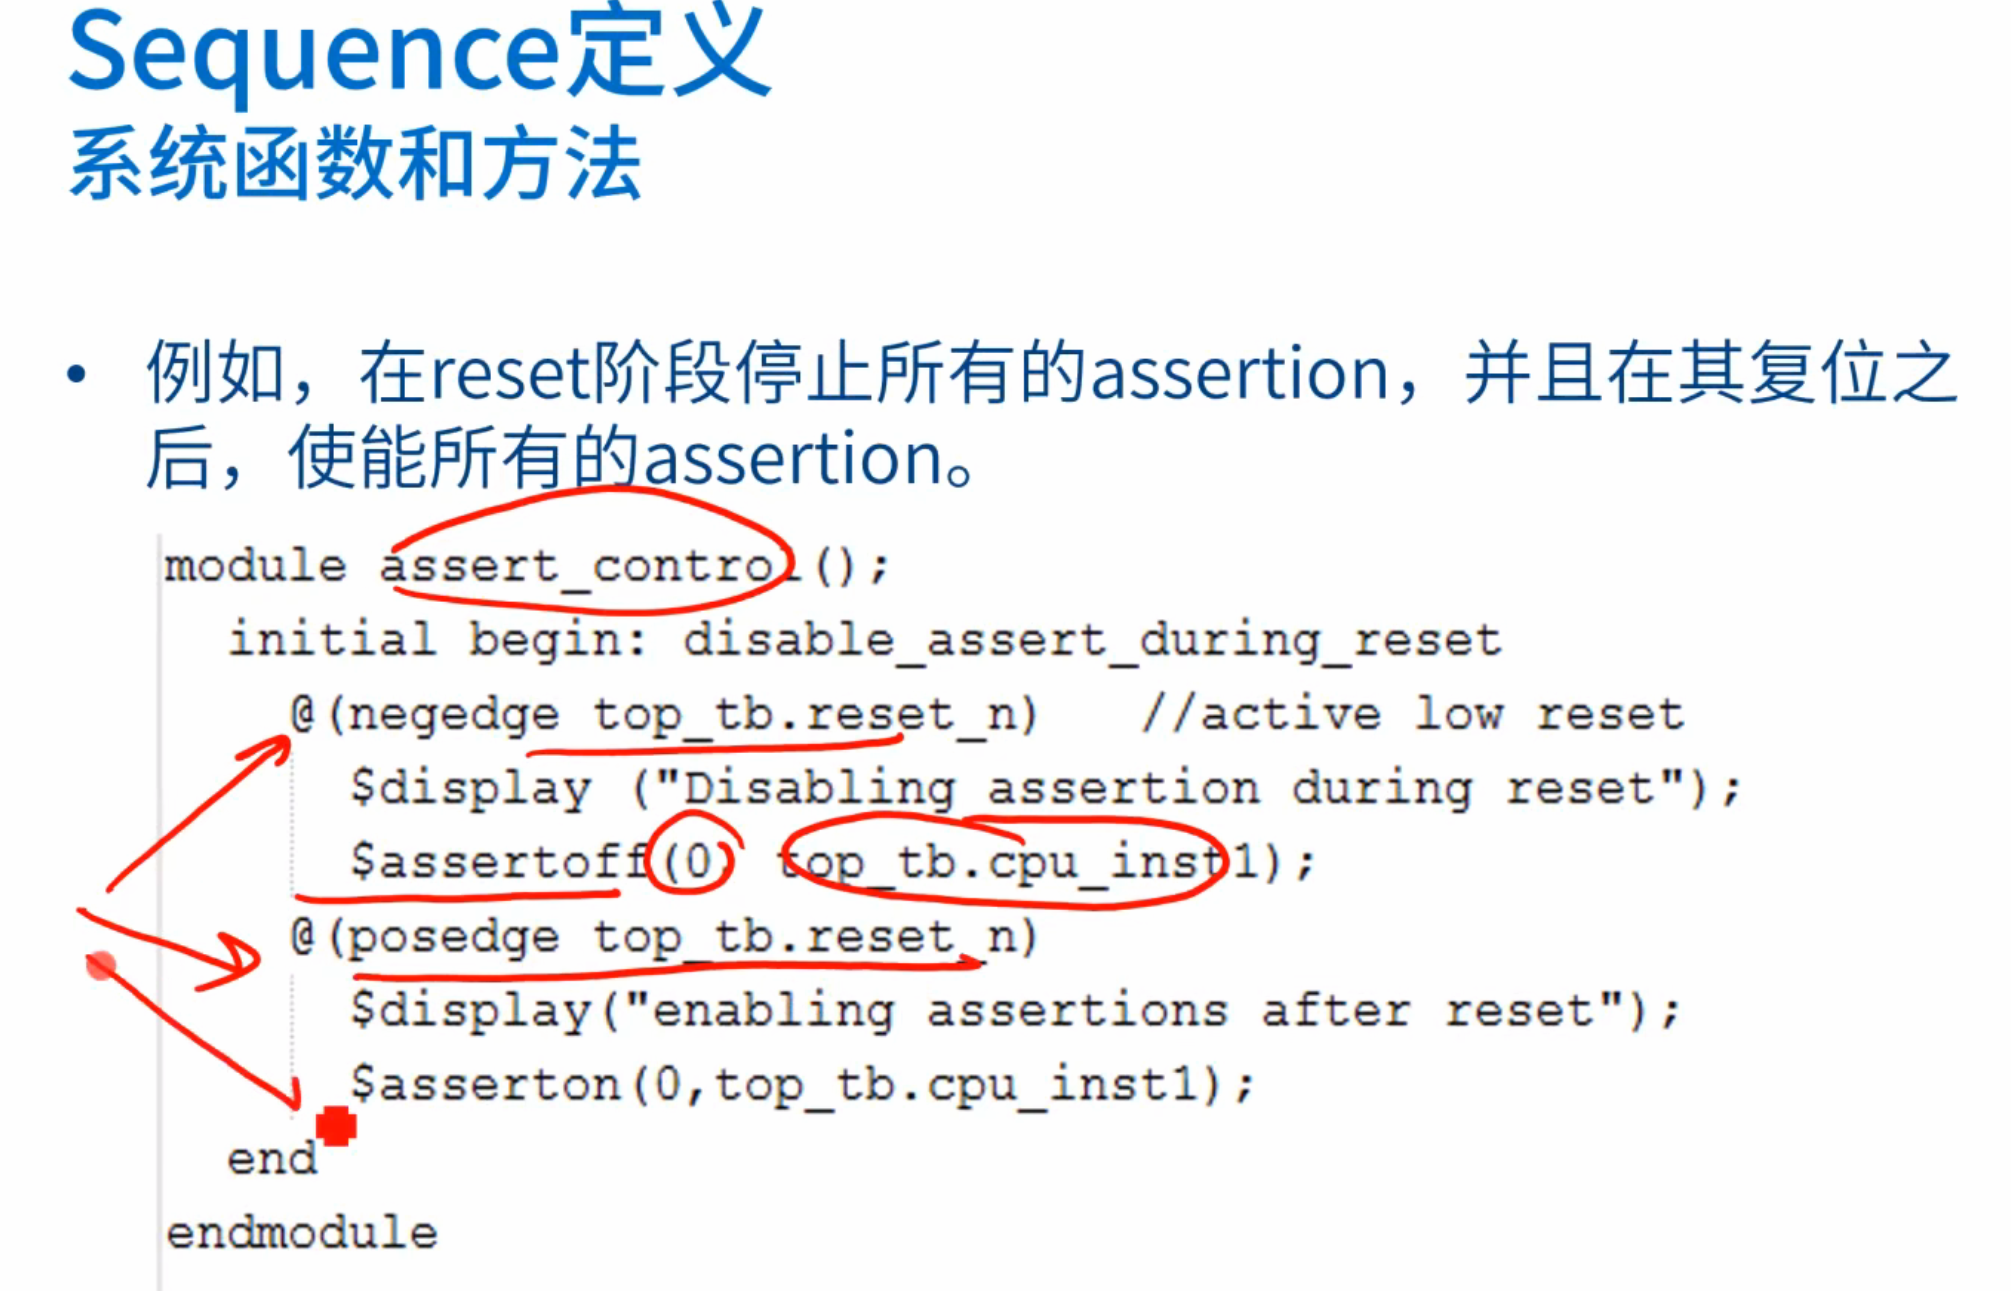 Sequence定义
系统函数和方法
• 例如，在reset阶段停止所有的assertion，并且在其复位之
后，使能所有的assertion。
module assert_control();
initial begin: disable_assert_during_reset
@(negedge top_tb.reset_n)   //active low reset
$display ("Disabling assertion during reset");
$assertoff(0, top_tb.cpu_inst1);
@(posedge top_tb.reset_n)
$display("enabling assertions after reset");
$asserton(0,top_tb.cpu_inst1);
end
endmodule